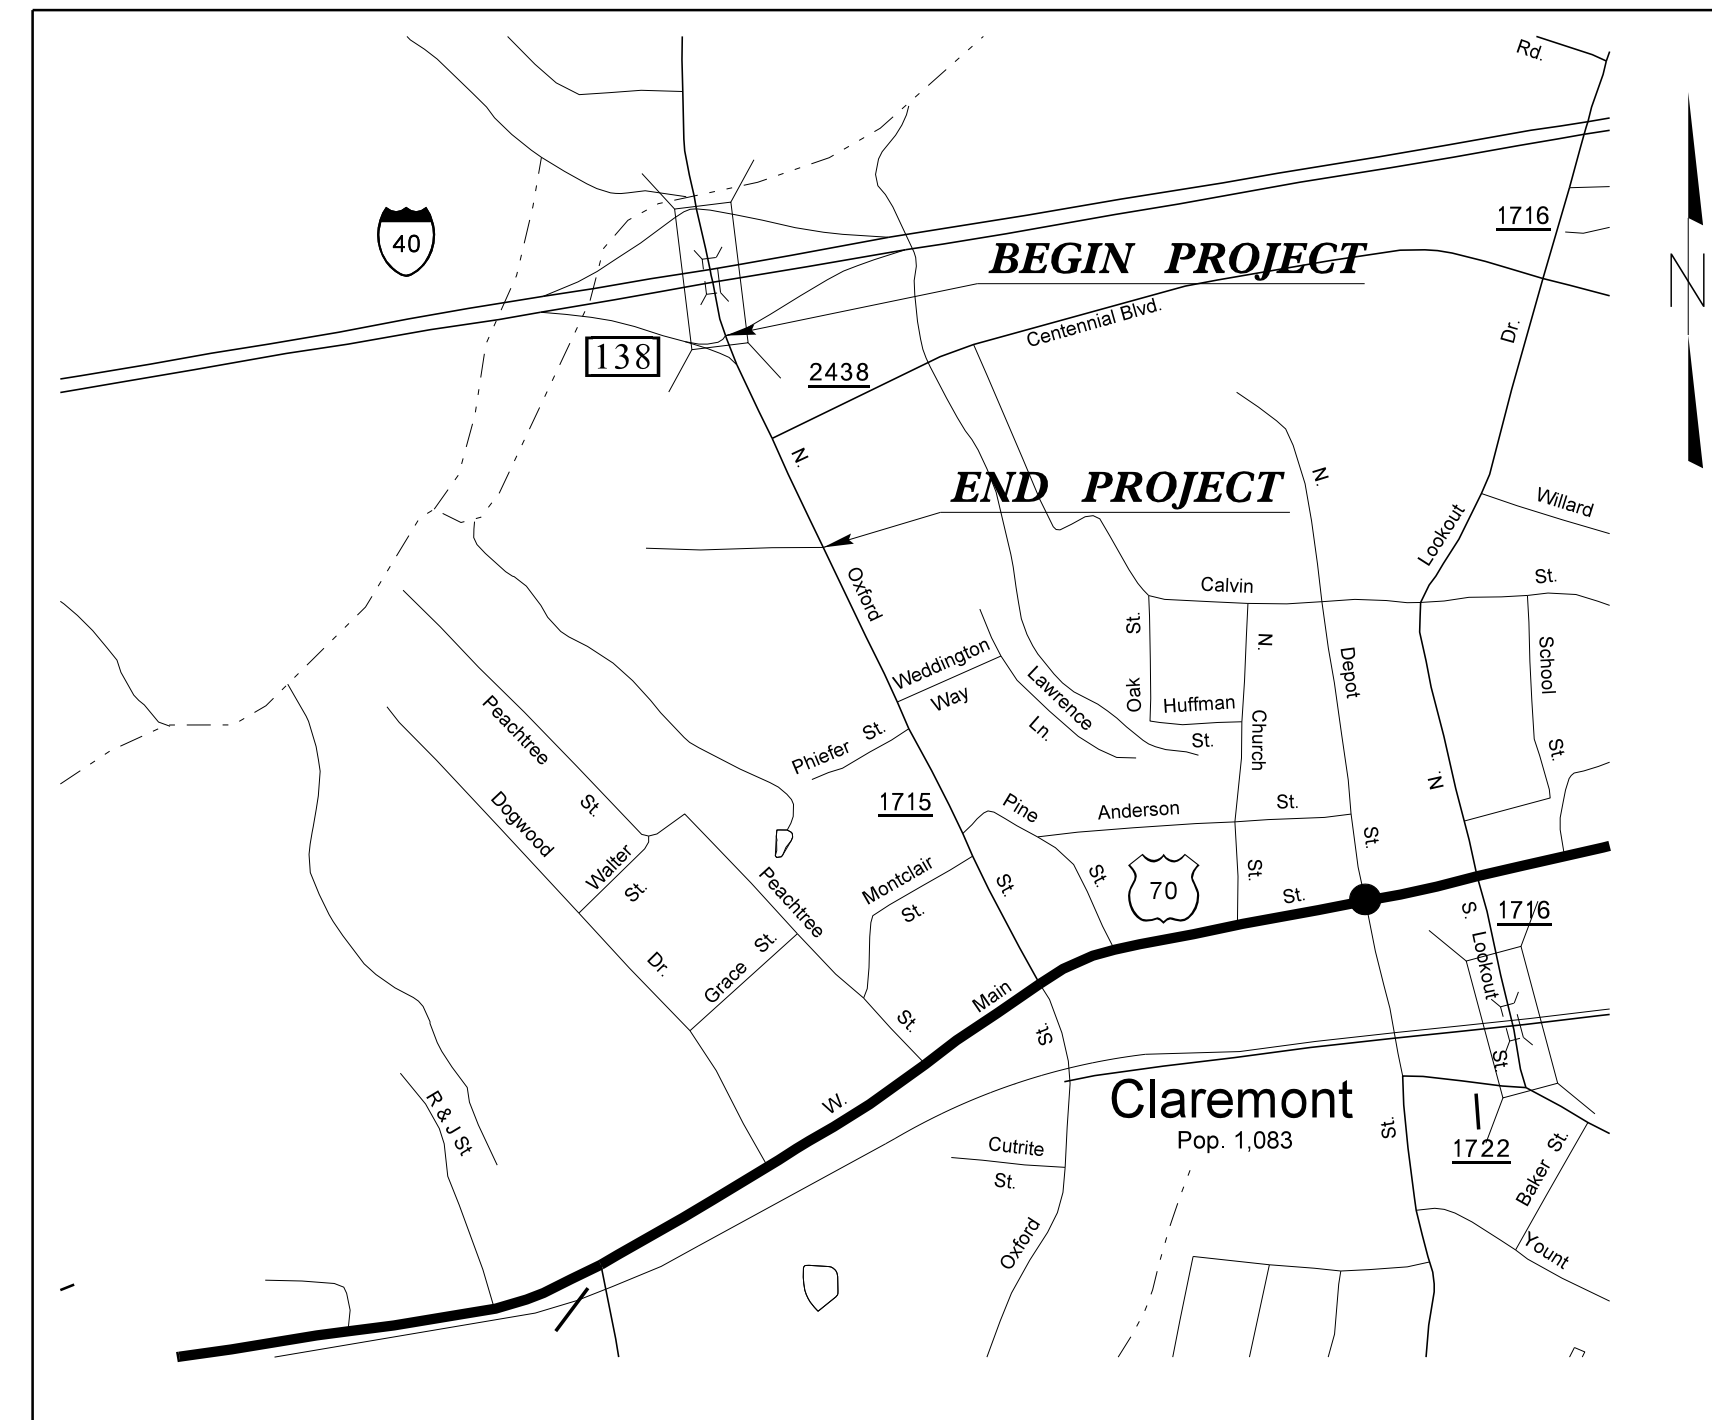 Rd.
1716
40
BEGIN PROJECT
N
Centennial Blvd.
Dr.
138
2438
N.
END PROJECT
N.
Willard
Lookout
Oxford
Calvin
St.
St.
N.
Weddington
Way
Lawrence
Ln.
Oak
Huffman
St.
Depot
School
Peachtree
St.
Phiefer St.
Church
St.
Dogwood
1715
Pine
Anderson
St.
N.
St.
Walter
St.
Peachtree
Montclair
St.
St.
St.
70
St.
St.
S.
1716
Lookout
Dr.
Grace St.
St.
Main
St.
St.
W.
Claremont
Pop. 1,083
R & J St
Cutrite
St.
St.
1722
Baker St.
Oxford
Yount